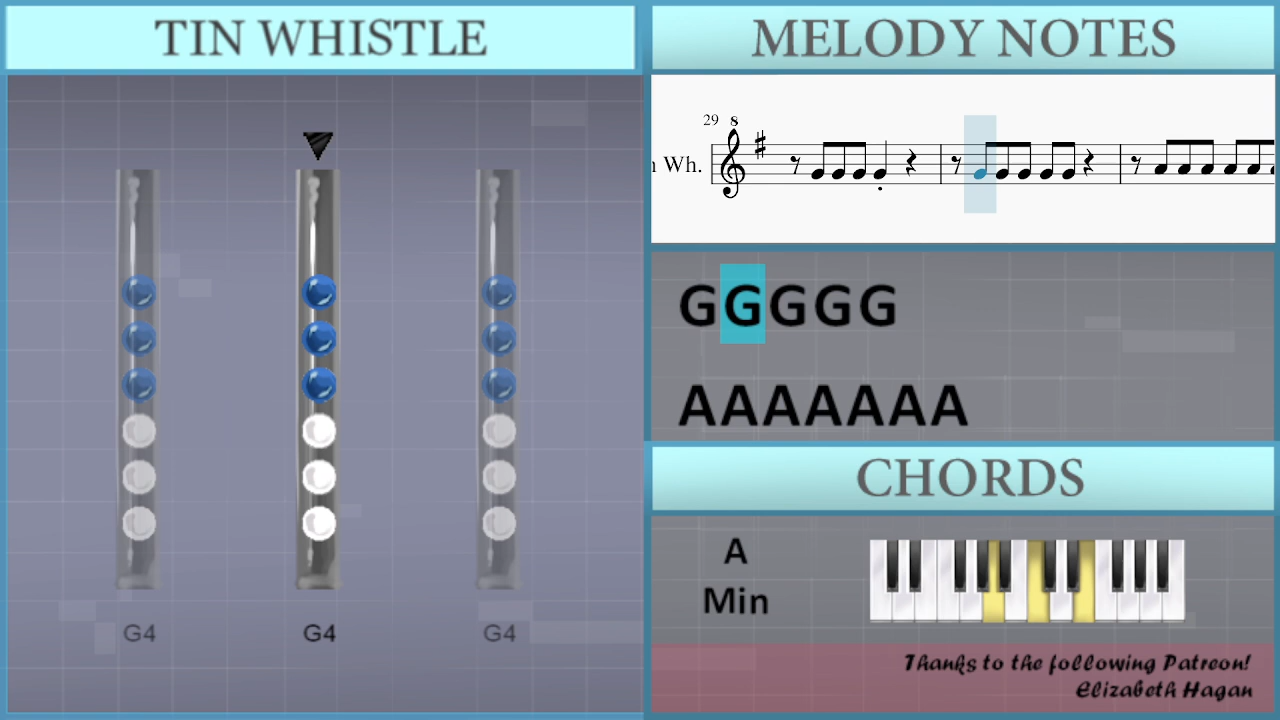 TIN WHISTLE
G4
G4
G4
MELODY NOTES
29
8
Wh.
GGGGG
AAAAAAA
CHORDS
A
Min
Thanks to the following Patreon!
Elizabeth Hagan